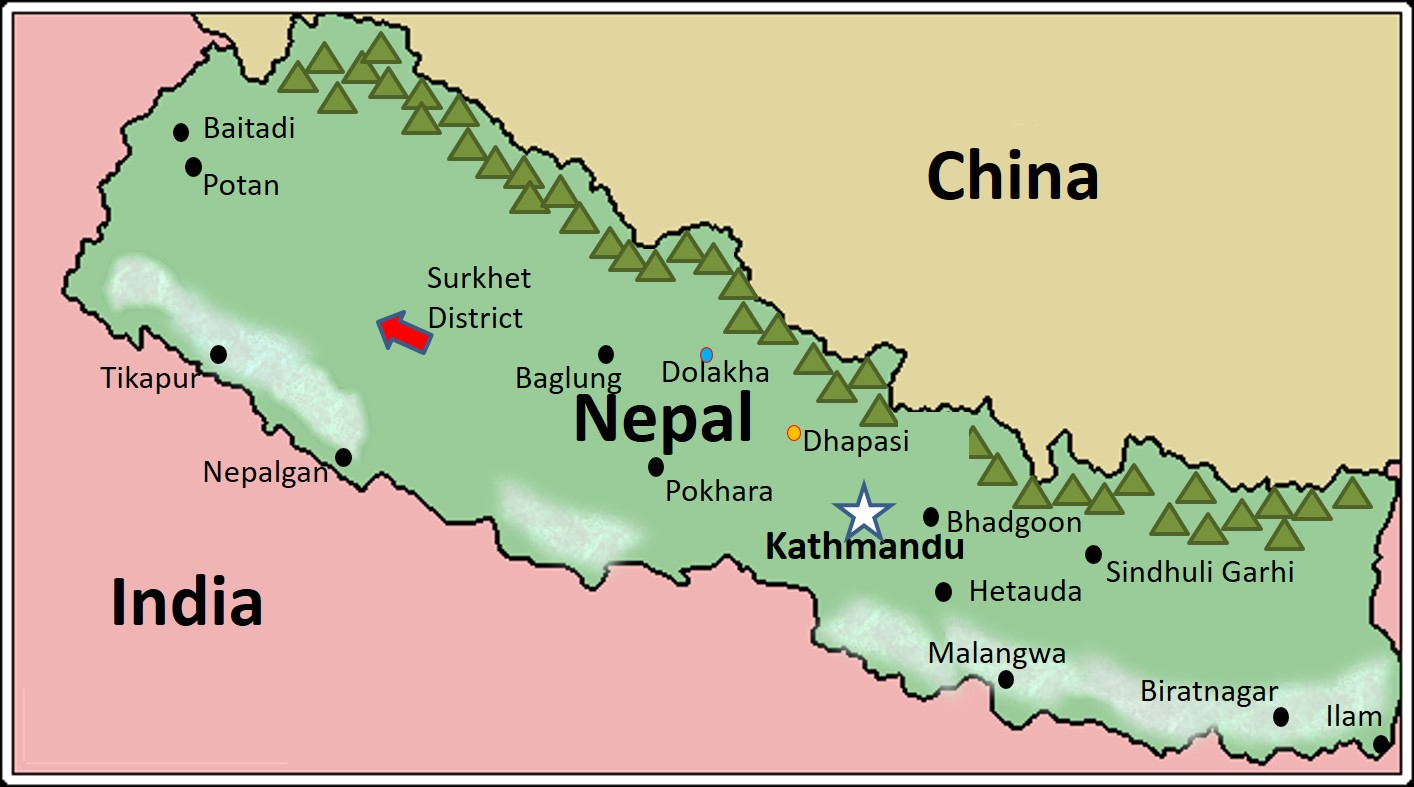 Baitadi
Potan
China
Surkhet
District
Tikapur
Baglung
Dolakha
Nepal
Dhapasi
Nepalgan
Pokhara
Bhadgoon
Kathmandu
Sindhuli Garhi
India
Hetauda
Malangwa
Biratnagar
Ilam